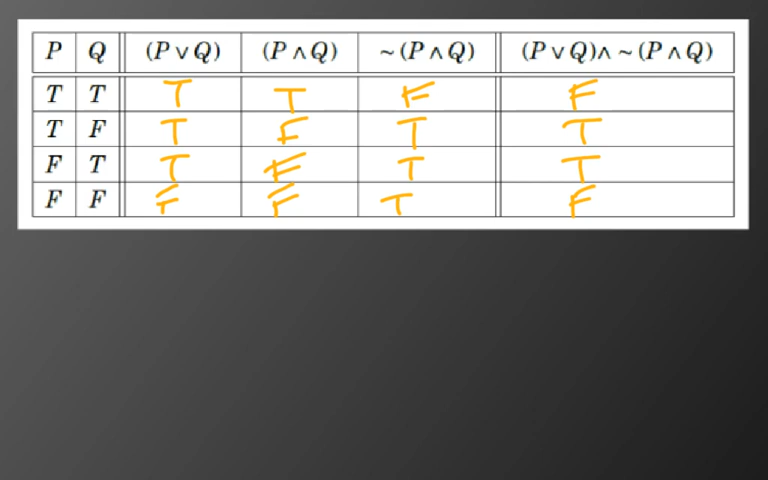 P Q (P ∨ Q) (P ∧ Q) ~ (P ∧ Q) (P ∨ Q)∧ ~ (P ∧ Q)
T T T T F F
T F T F T T
F T T F T T
F F F F T F